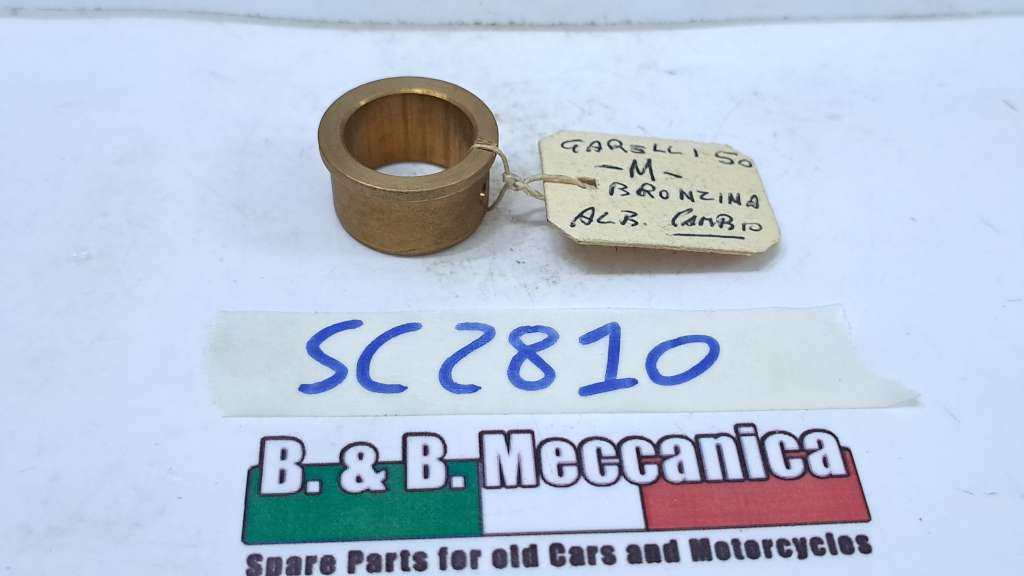 GARELLI 50
- M -
BRONZINA
ALB. CAMBIO
SC2810
B. & B. Meccanica
Spare Parts for old Cars and Motorcycles